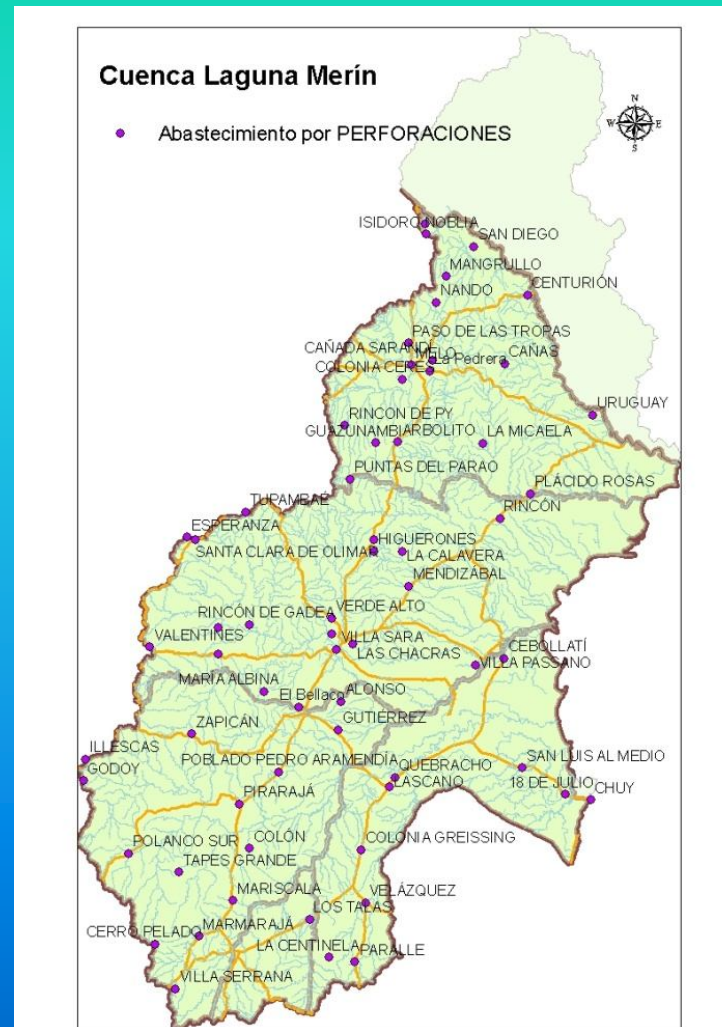 Cuenca Laguna Merín
Abastecimiento por PERFORACIONES
N
W E
S
ISIDORO NOBLIA
SAN DIEGO
MANGRULLO
CENTURIÓN
NANDO
PASO DE LAS TROPAS
CAÑADA SARANDÍ
MELO
La Pedrera
CAÑAS
COLONIA CERES
URUGUAY
RINCON DE PY
GUAZUNAMBI
ARBOLITO
LA MICAELA
PUNTAS DEL PARAO
PLÁCIDO ROSAS
TUPAMBAÉ
RINCÓN
ESPERANZA
HIGUERONES
SANTA CLARA DE OLIMAR
LA CALAVERA
MENDIZÁBAL
RINCÓN DE GADEA
VERDE ALTO
VALENTINES
VILLA SARA
LAS CHACRAS
CEBOLLATÍ
VILLA PASSANO
MARÍA ALBINA
El Bellaco
ALONSO
ZAPICÁN
GUTIÉRREZ
ILLESCAS
POBLADO PEDRO ARAMENDÍA
QUEBRACHO
SAN LUIS AL MEDIO
GODOY
LASCANO
18 DE JULIO
CHUY
PIRARAJÁ
POLANCO SUR
COLÓN
COLONIA GREISSING
TAPES GRANDE
MARISCALA
VELÁZQUEZ
LOS TALAS
CERRO PELADO
MARMARAJÁ
LA CENTINELA
PARALLE
VILLA SERRANA